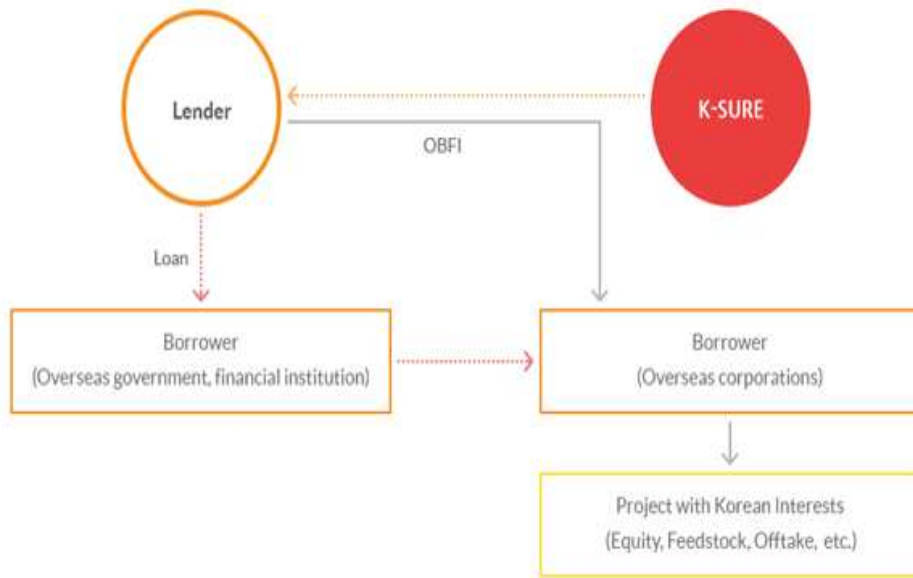 Lender
K-SURE
OBFI
Loan
Borrower
(Overseas government, financial institution)
Borrower
(Overseas corporations)
Project with Korean Interests
(Equity, Feedstock, Offtake, etc.)